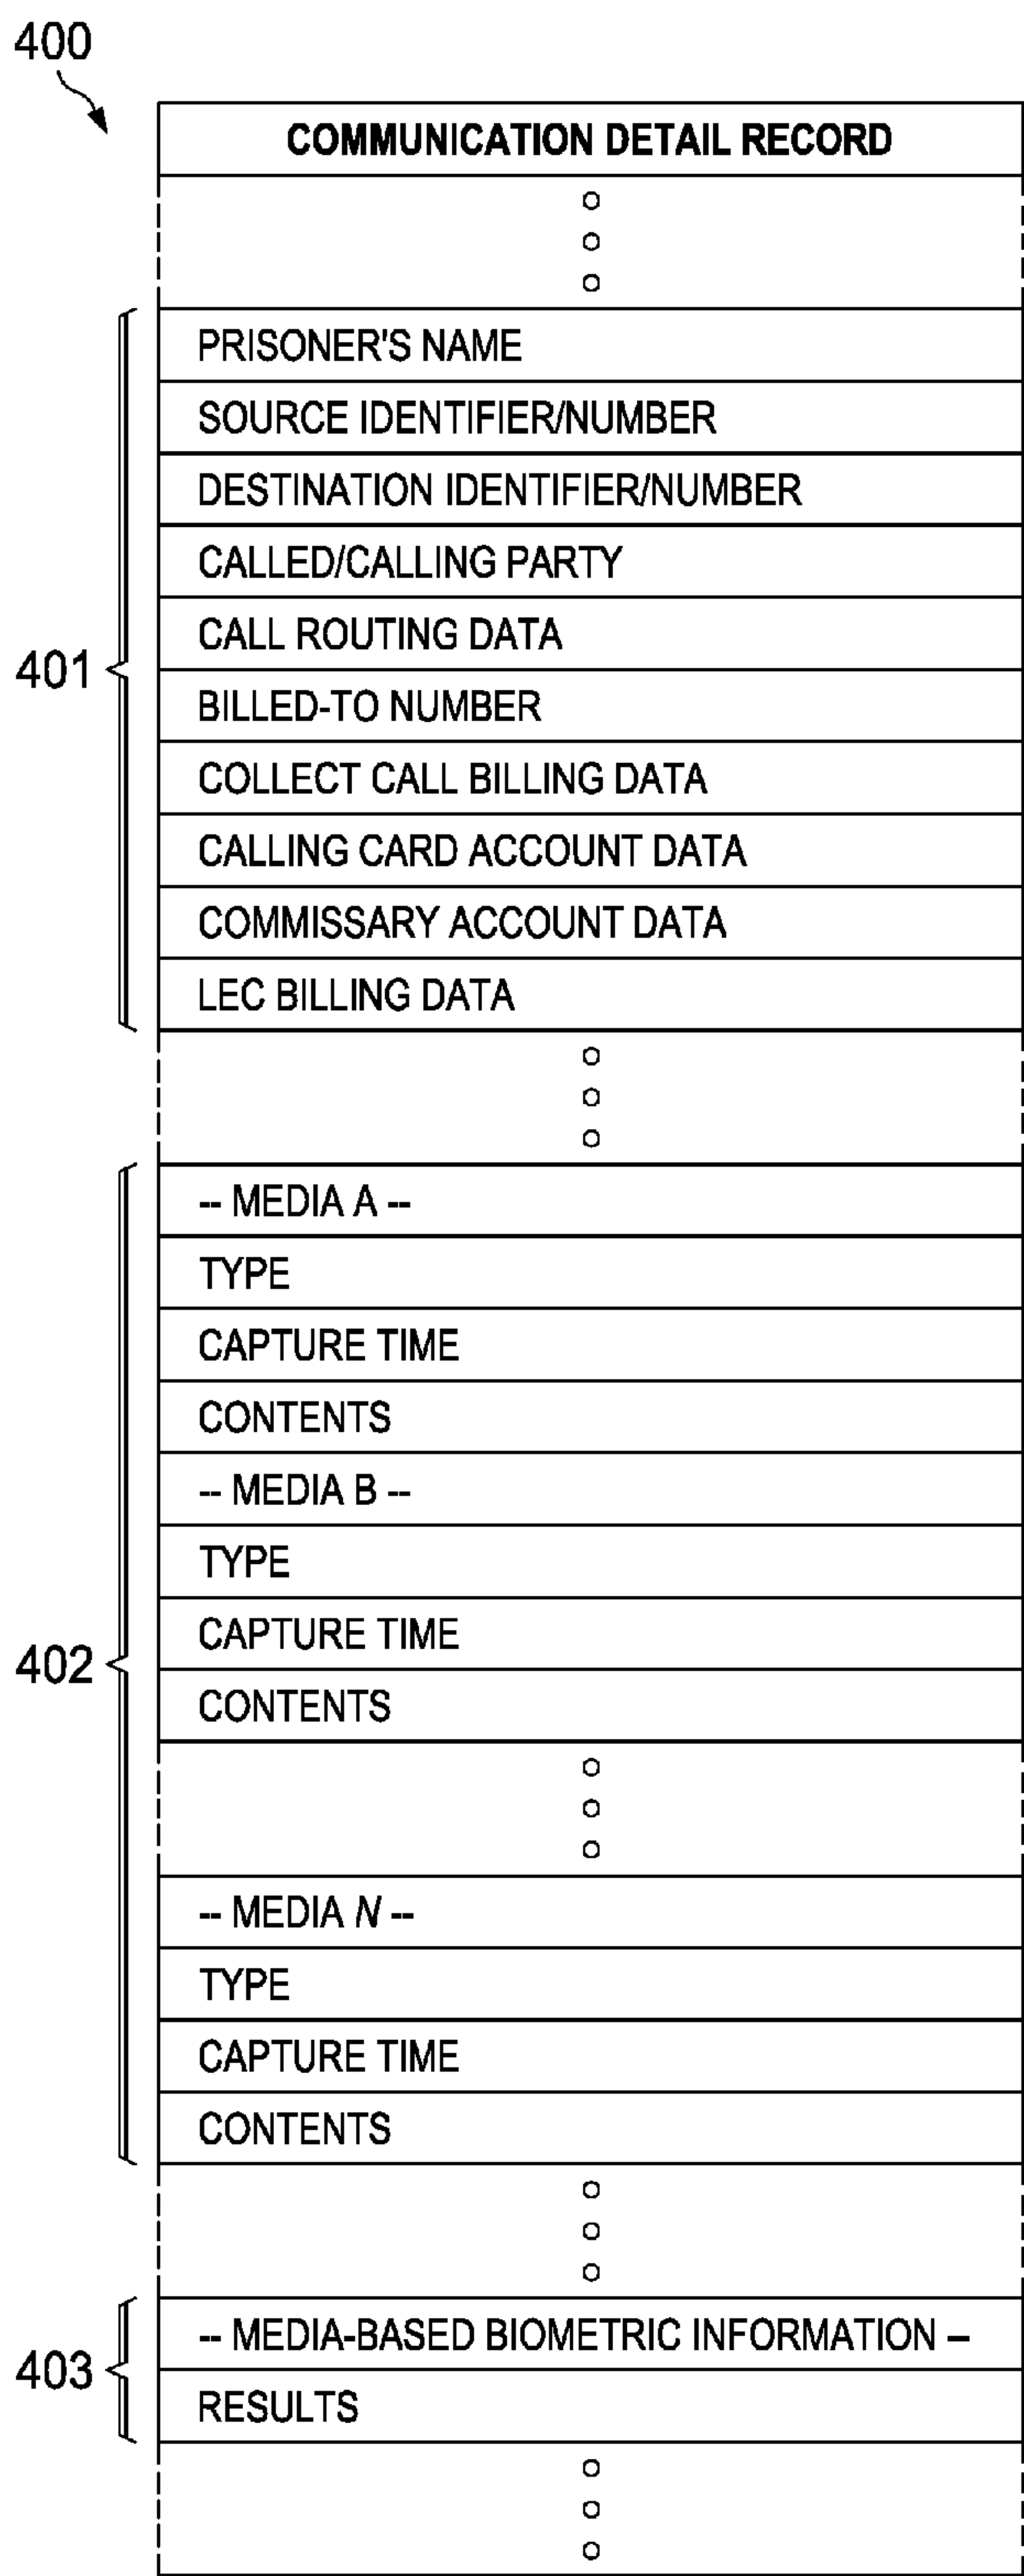 400
COMMUNICATION DETAIL RECORD
PRISONER'S NAME
SOURCE IDENTIFIER/NUMBER
DESTINATION IDENTIFIER/NUMBER
CALLED/CALLING PARTY
CALL ROUTING DATA
401
BILLED-TO NUMBER
COLLECT CALL BILLING DATA
CALLING CARD ACCOUNT DATA
COMMISSARY ACCOUNT DATA
LEC BILLING DATA
-- MEDIA A --
TYPE
CAPTURE TIME
CONTENTS
-- MEDIA B --
TYPE
CAPTURE TIME
402
CONTENTS
-- MEDIA N --
TYPE
CAPTURE TIME
CONTENTS
-- MEDIA-BASED BIOMETRIC INFORMATION --
403
RESULTS